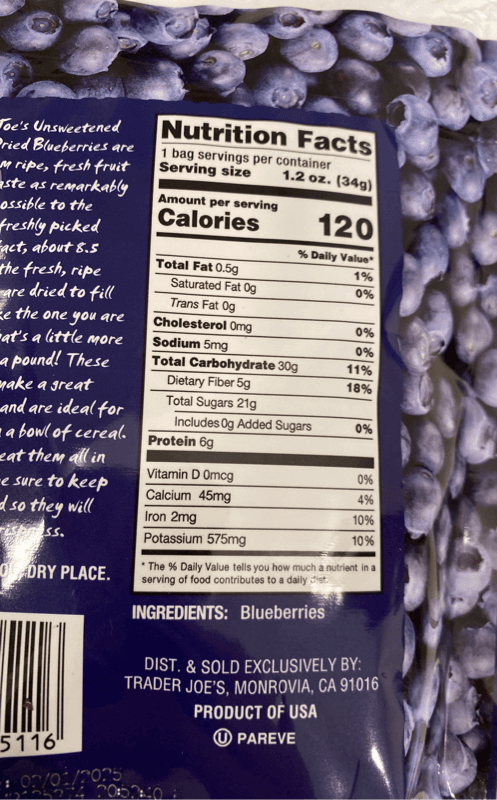 Joe's Unsweetened
Dried Blueberries are
m ripe, fresh fruit
aste as remarkably
ossible to the
freshly picked
act, about 8.5
the fresh, ripe
are dried to fill
ke the one you are
at's a little more
a pound! These
make a great
and are ideal for
a bowl of cereal.
eat them all in
e sure to keep
d so they will
DRY PLACE.
5116
Nutrition Facts
1 bag servings per container
Serving size 1.2 oz. (34g)
Amount per serving
Calories 120
% Daily Value*
Total Fat 0.5g 1%
Saturated Fat 0g 0%
Trans Fat 0g
Cholesterol 0mg 0%
Sodium 5mg 0%
Total Carbohydrate 30g 11%
Dietary Fiber 5g 18%
Total Sugars 21g
Includes 0g Added Sugars 0%
Protein 6g
Vitamin D 0mcg 0%
Calcium 45mg 4%
Iron 2mg 10%
Potassium 575mg 10%
* The % Daily Value tells you how much a nutrient in a
serving of food contributes to a daily diet.
INGREDIENTS: Blueberries
DIST. & SOLD EXCLUSIVELY BY:
TRADER JOE'S, MONROVIA, CA 91016
PRODUCT OF USA
U PAREVE